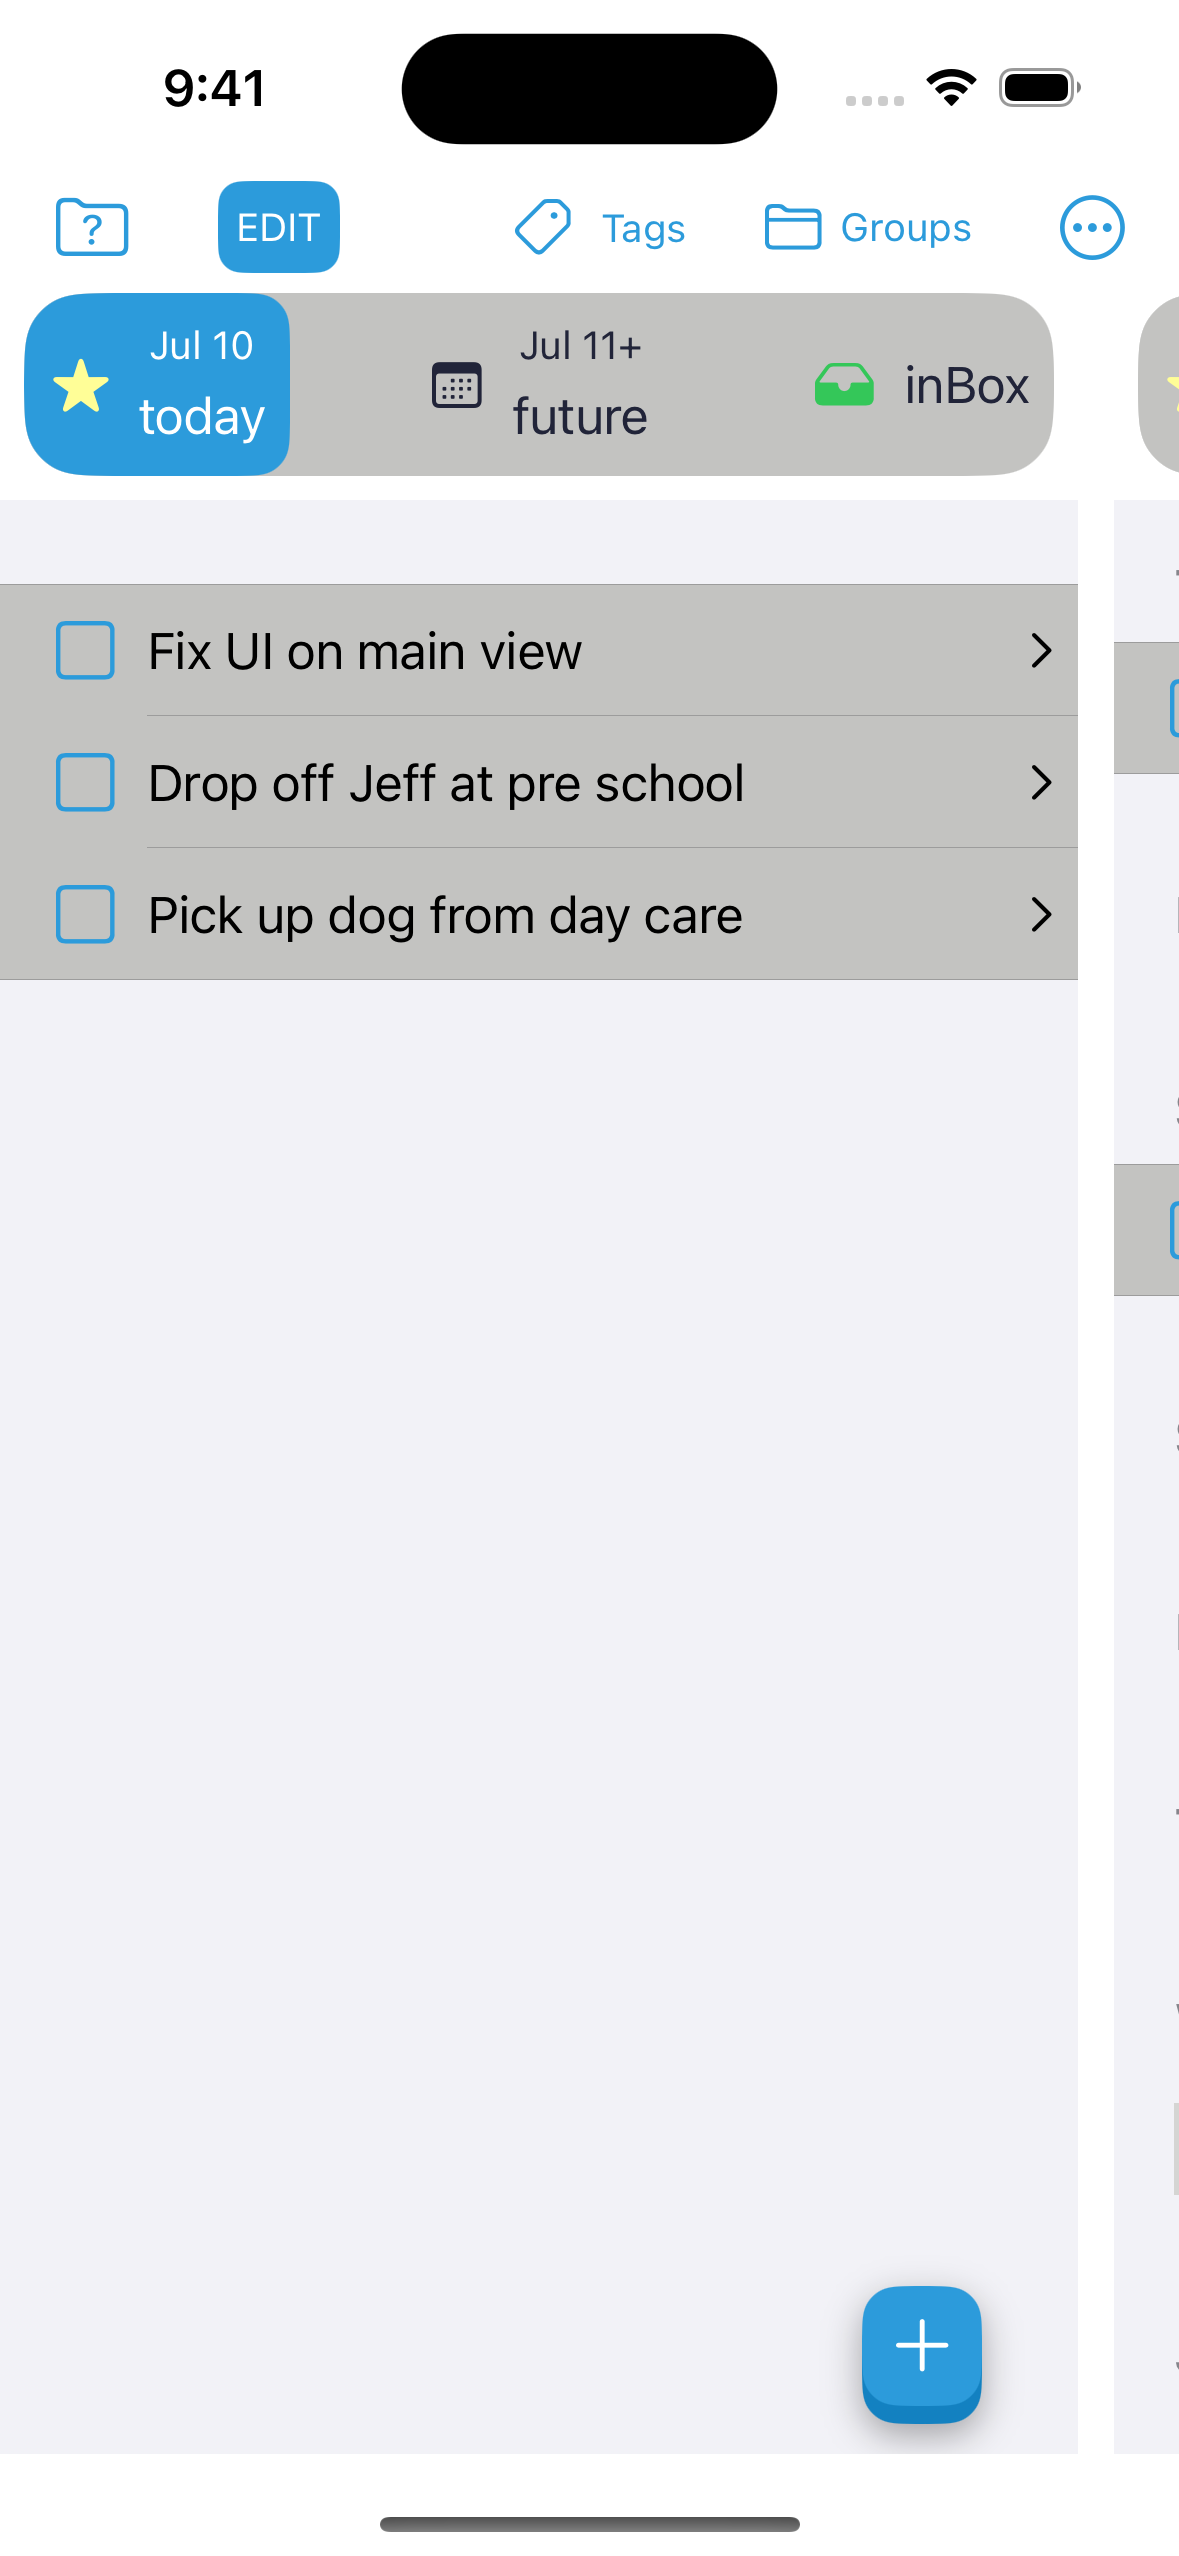 9:41
EDIT
Tags
Groups
Jul 10
today
Jul 11+
future
inBox
Fix UI on main view
Drop off Jeff at pre school
Pick up dog from day care